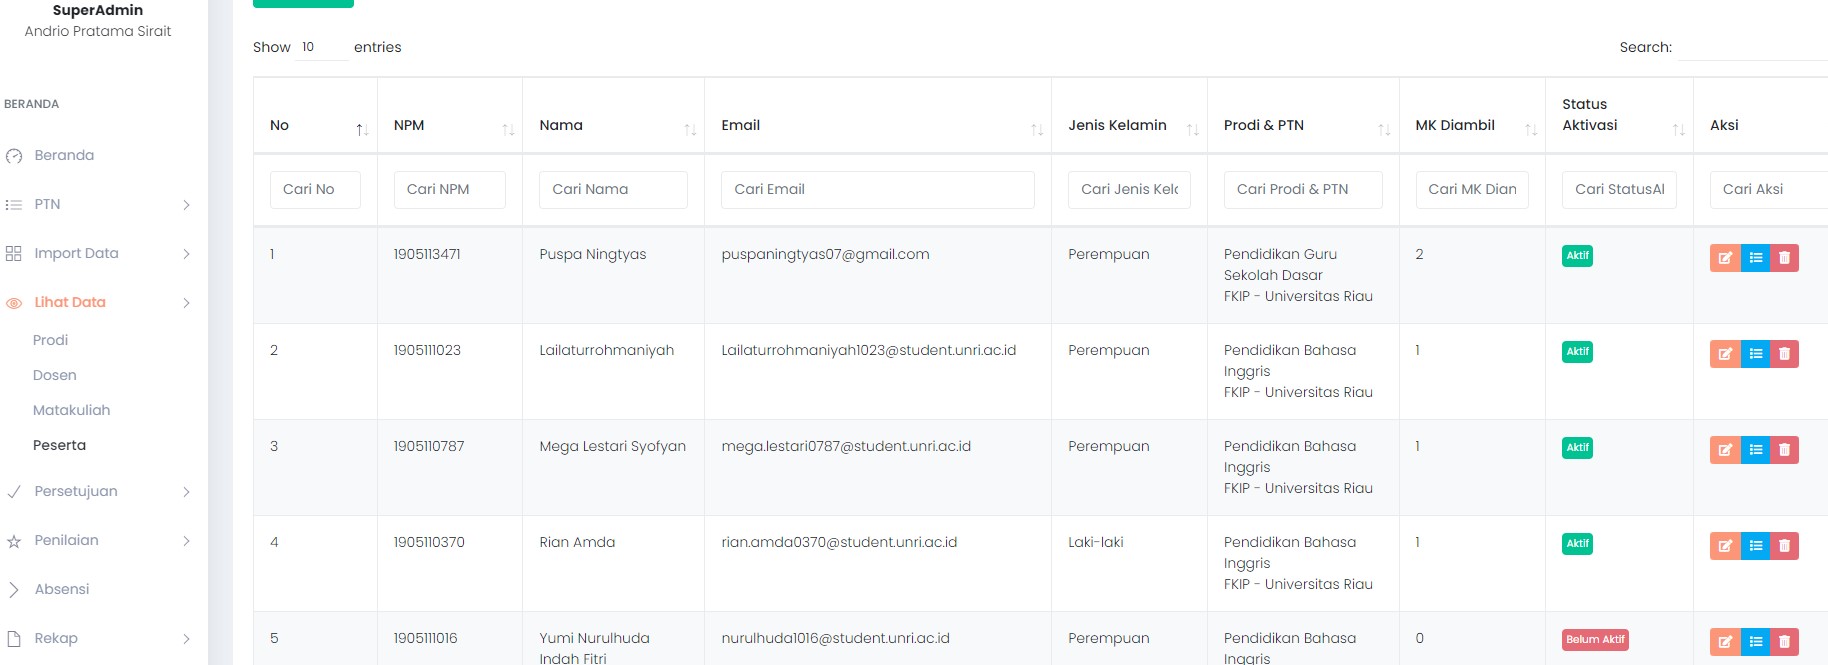 SuperAdmin
Andrio Pratama Sirait
BERANDA
Beranda
PTN
Import Data
Lihat Data
Prodi
Dosen
Matakuliah
Peserta
Persetujuan
Penilaian
Absensi
Rekap
Show 10 entries
Search:
No NPM Nama Email Jenis Kelamin Prodi & PTN MK Diambil Status Aktivasi Aksi
Cari No Cari NPM Cari Nama Cari Email Cari Jenis Kelc Cari Prodi & PTN Cari MK Dian Cari StatusAl Cari Aksi
1 1905113471 Puspa Ningtyas puspaningtyas07@gmail.com Perempuan Pendidikan Guru 2 Aktif
Sekolah Dasar
FKIP - Universitas Riau
2 1905111023 Lailaturrohmaniyah Lailaturrohmaniyah1023@student.unri.ac.id Perempuan Pendidikan Bahasa 1 Aktif
Inggris
FKIP - Universitas Riau
3 1905110787 Mega Lestari Syofyan mega.lestari0787@student.unri.ac.id Perempuan Pendidikan Bahasa 1 Aktif
Inggris
FKIP - Universitas Riau
4 1905110370 Rian Amda rian.amda0370@student.unri.ac.id Laki-laki Pendidikan Bahasa 1 Aktif
Inggris
FKIP - Universitas Riau
5 1905111016 Yumi Nurulhuda nurulhuda1016@student.unri.ac.id Perempuan Pendidikan Bahasa 0 Belum Aktif
Indah Fitri Inggris